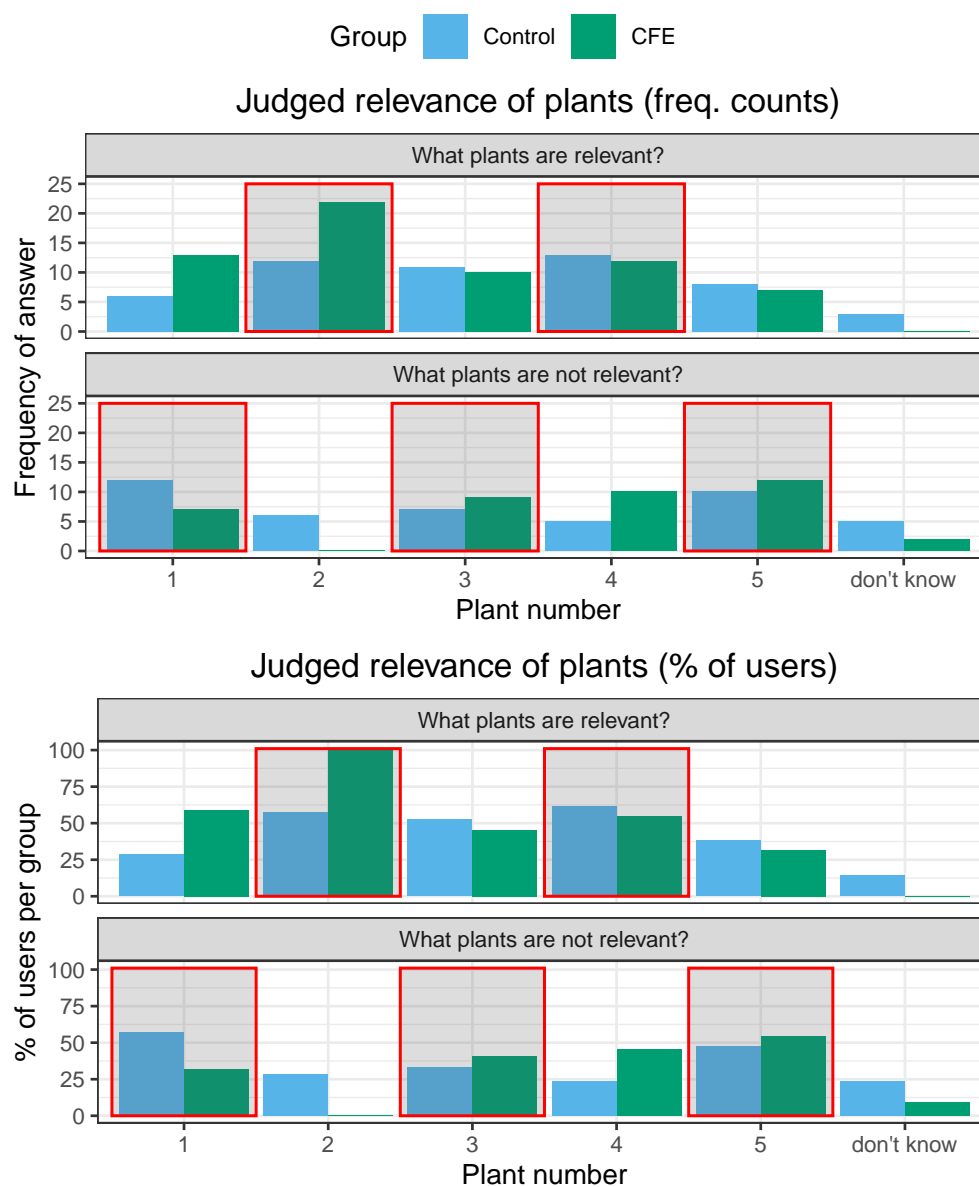 Group Control CFE
Judged relevance of plants (freq. counts)
What plants are relevant?
25
20
15
10
5
0
What plants are not relevant?
25
20
15
10
5
0
Frequency of answer
1 2 3 4 5 don't know
Plant number
Judged relevance of plants (% of users)
What plants are relevant?
100
75
50
25
0
What plants are not relevant?
100
75
50
25
0
% of users per group
1 2 3 4 5 don't know
Plant number